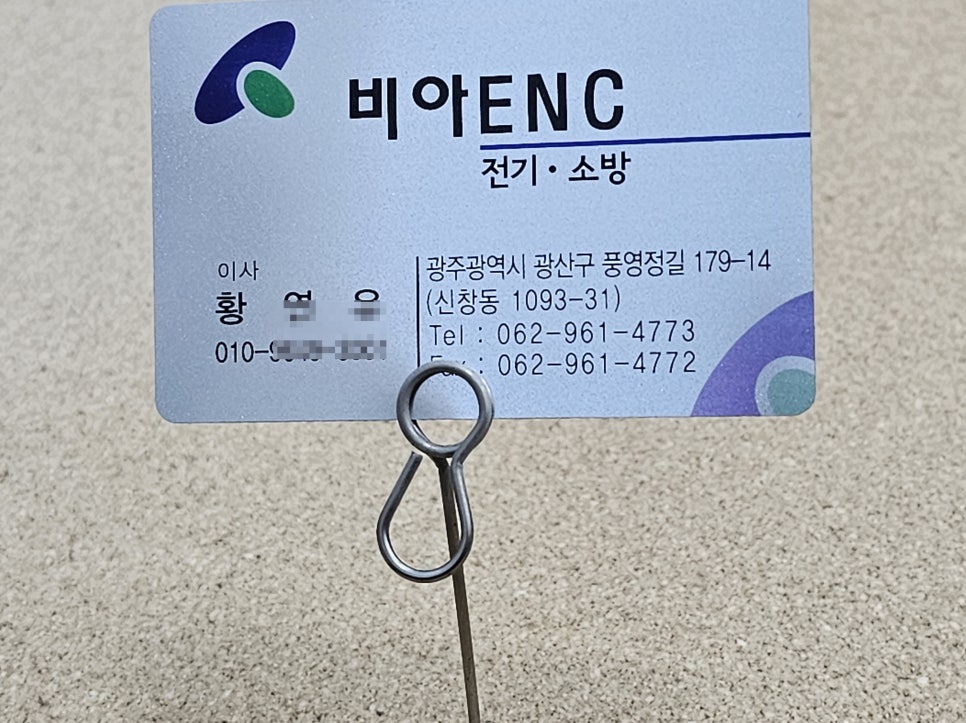 비아ENC
전기·소방
이사
황
010-9
광주광역시 광산구 풍영정길 179-14
(신창동 1093-31)
Tel : 062-961-4773
Fax : 062-961-4772